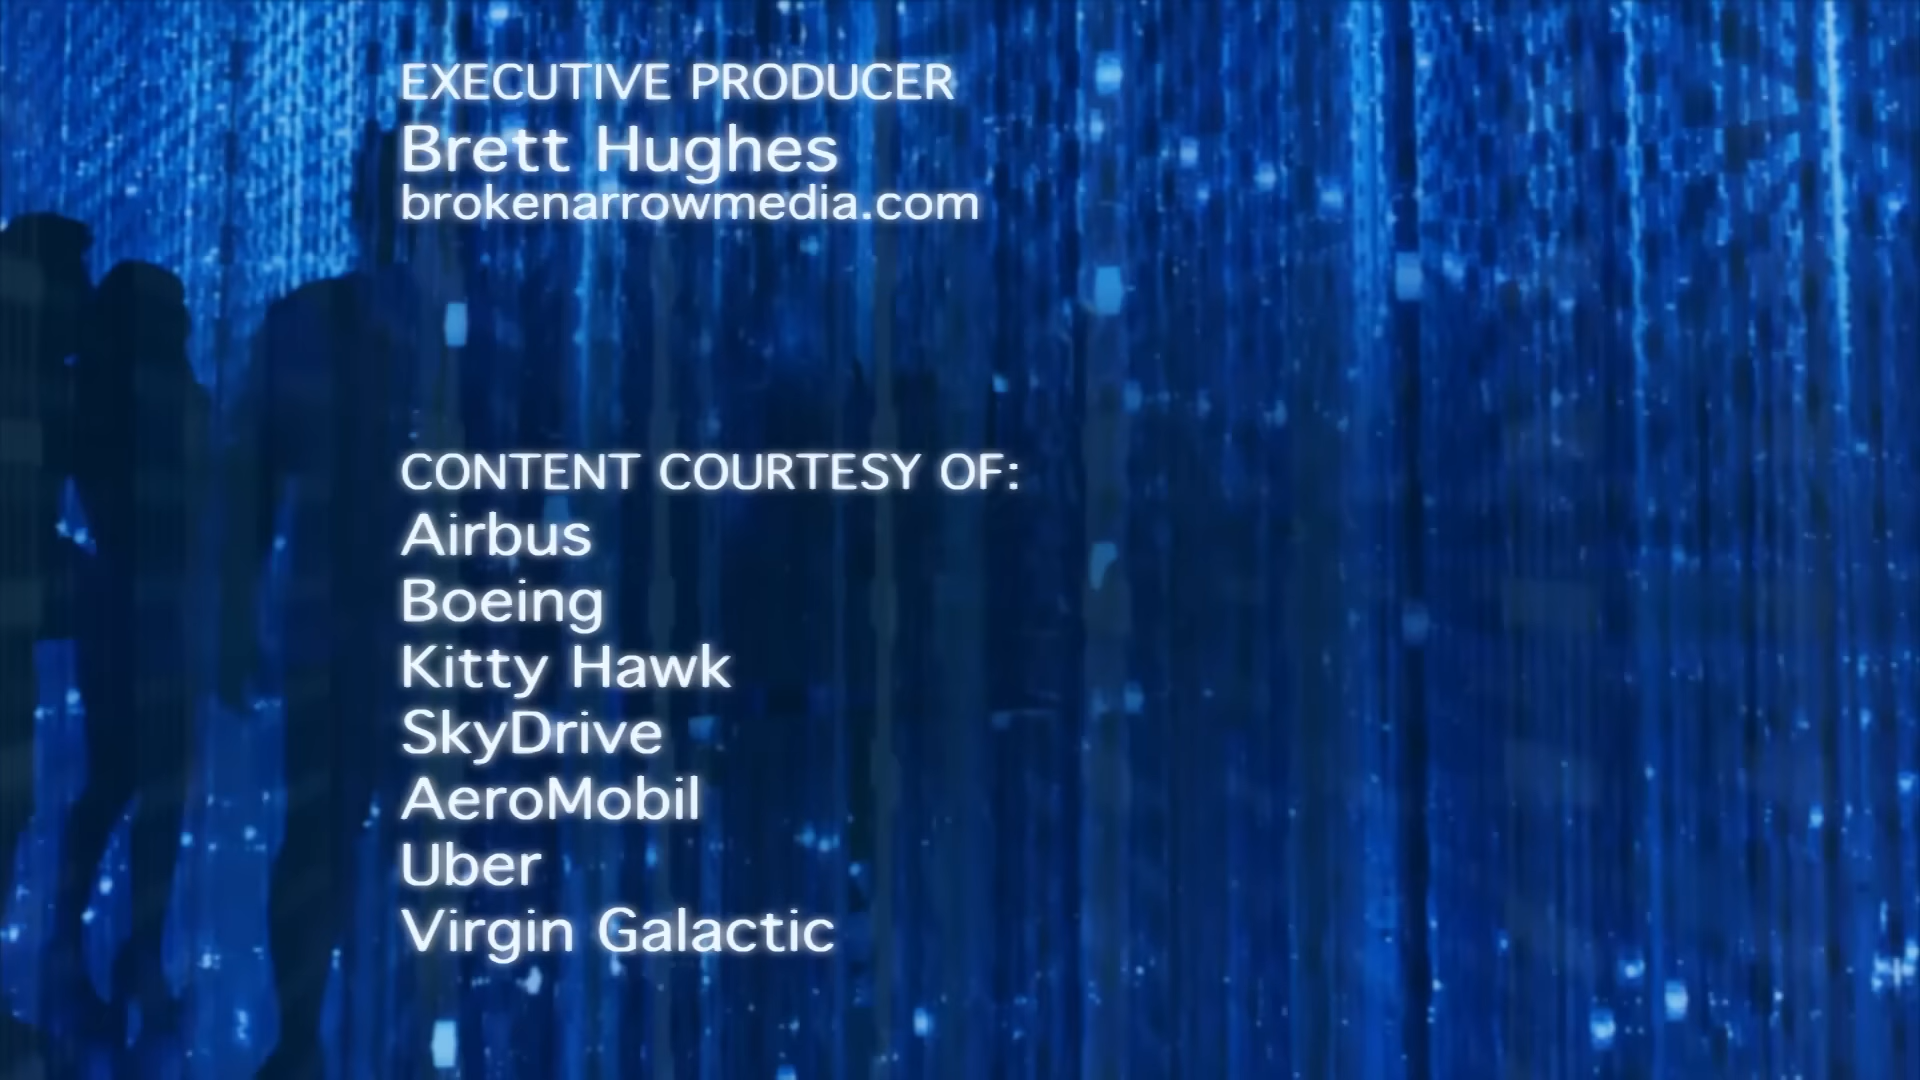 EXECUTIVE PRODUCER
Brett Hughes
brokenarrowmedia.com
CONTENT COURTESY OF:
Airbus
Boeing
Kitty Hawk
SkyDrive
AeroMobil
Uber
Virgin Galactic